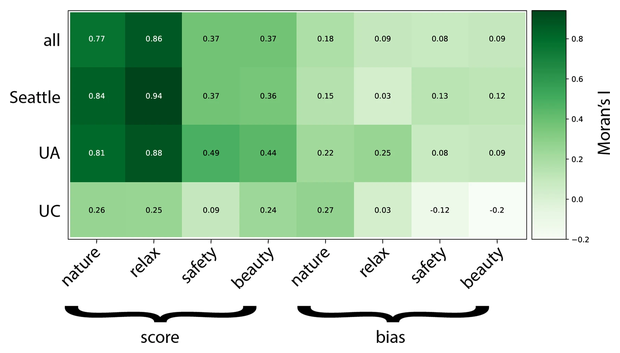 all 0.77 0.86 0.37 0.37 0.18 0.09 0.08 0.09
Seattle 0.84 0.94 0.37 0.36 0.15 0.03 0.13 0.12
UA 0.81 0.88 0.49 0.44 0.22 0.25 0.08 0.09
UC 0.26 0.25 0.09 0.24 0.27 0.03 -0.12 -0.2
nature relax safety beauty nature relax safety beauty
score bias
0.8
0.6
0.4
0.2
0.0
−0.2
Moran's I